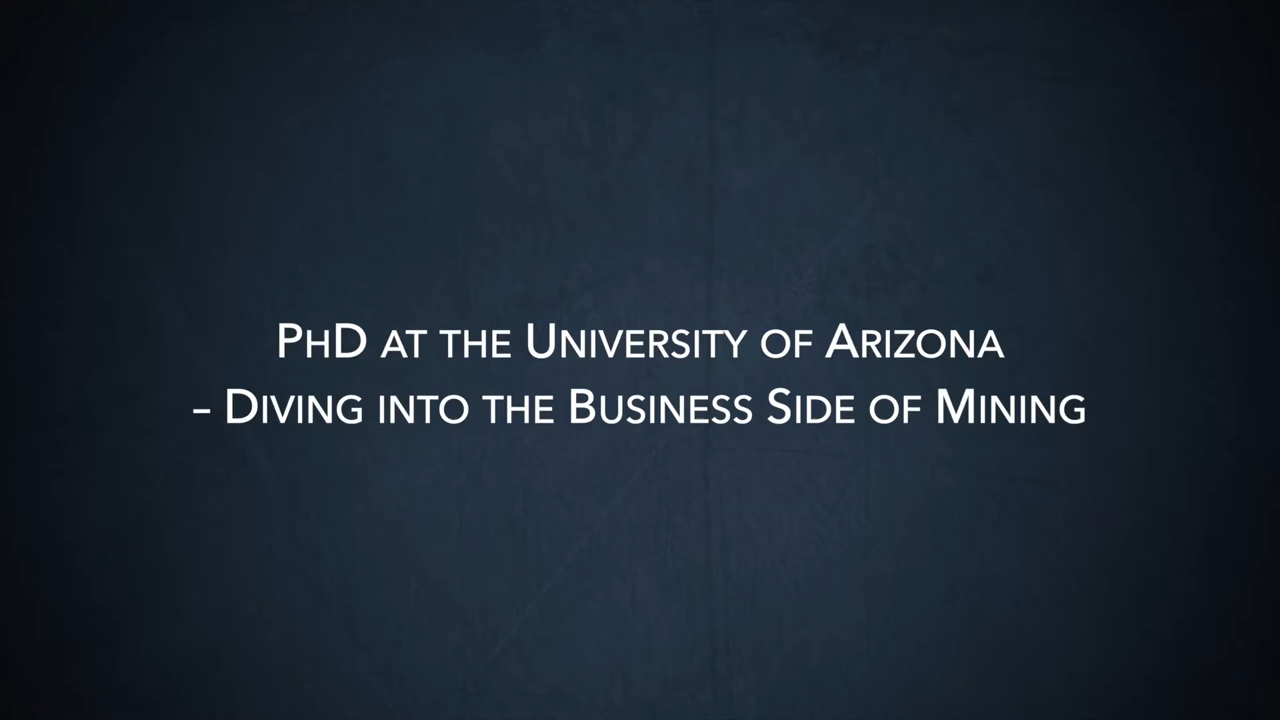 PhD at the University of Arizona
– Diving into the Business Side of Mining